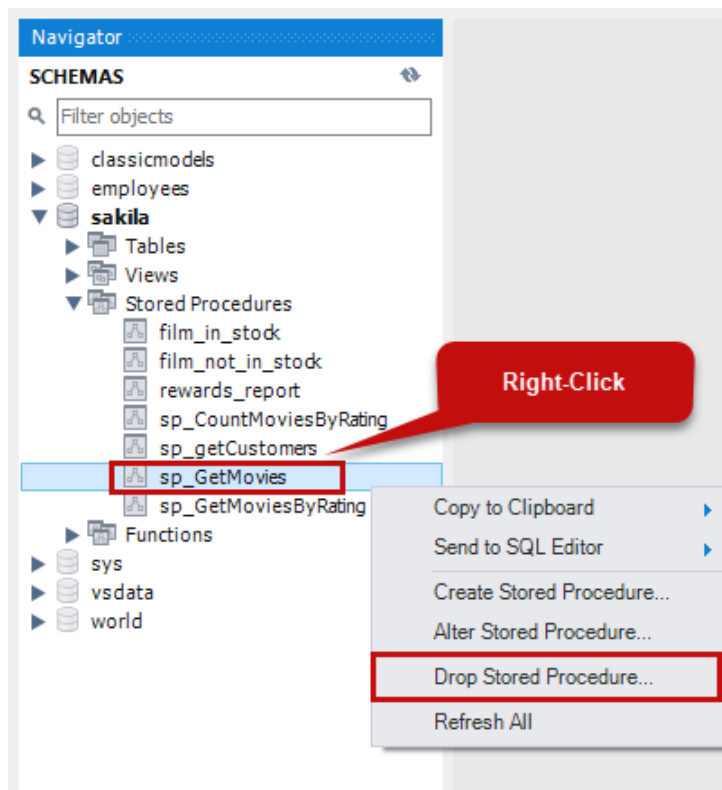 Navigator
SCHEMAS
Filter objects
classicmodels
employees
sakila
Tables
Views
Stored Procedures
film_in_stock
film_not_in_stock
rewards_report
Right-Click
sp_CountMoviesByRating
sp_getCustomers
sp_GetMovies
sp_GetMoviesByRating
Copy to Clipboard
Functions
Send to SQL Editor
sys
vsdata
Create Stored Procedure...
world
Alter Stored Procedure...
Drop Stored Procedure...
Refresh All